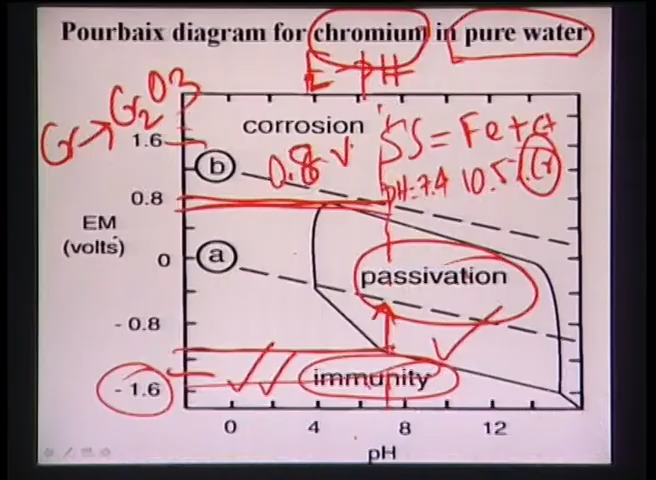 Pourbaix diagram for chromium in pure water
E → pH
Cr → Cr2O3
corrosion
SS = Fe + Cr
1.6
b
0.8 V
pH = 7.4 10.5% Cr
0.8
EM
(volts)
0
a
passivation
- 0.8
immunity
- 1.6
0 4 8 12
pH